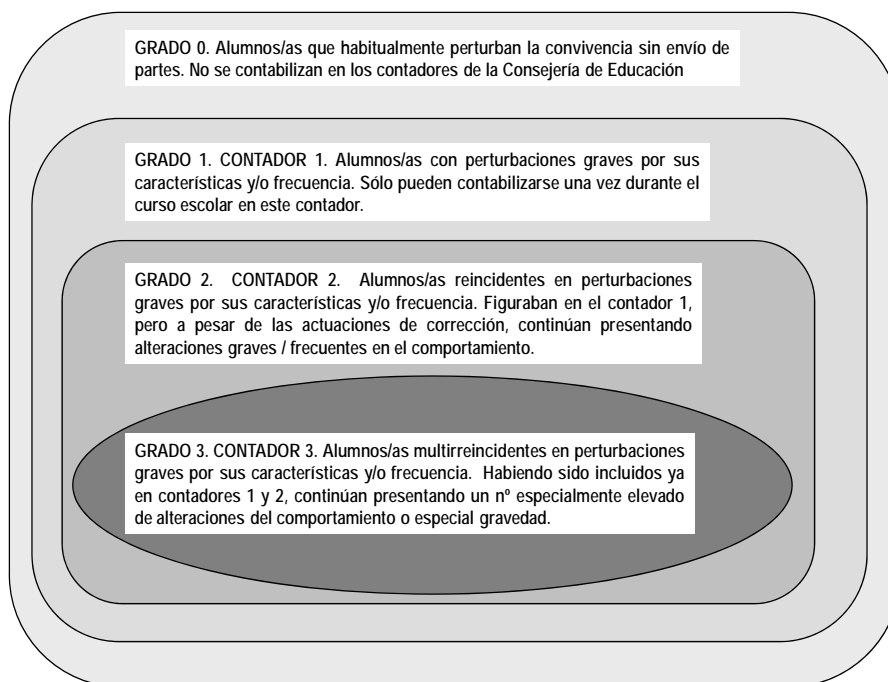 GRADO 0. Alumnos/as que habitualmente perturban la convivencia sin envío de
partes. No se contabilizan en los contadores de la Consejería de Educación
GRADO 1. CONTADOR 1. Alumnos/as con perturbaciones graves por sus
características y/o frecuencia. Sólo pueden contabilizarse una vez durante el
curso escolar en este contador.
GRADO 2. CONTADOR 2. Alumnos/as reincidentes en perturbaciones
graves por sus características y/o frecuencia. Figuraban en el contador 1,
pero a pesar de las actuaciones de corrección, continúan presentando
alteraciones graves / frecuentes en el comportamiento.
GRADO 3. CONTADOR 3. Alumnos/as multirreincidentes en perturbaciones
graves por sus características y/o frecuencia. Habiendo sido incluidos ya
en contadores 1 y 2, continúan presentando un nº especialmente elevado
de alteraciones del comportamiento o especial gravedad.